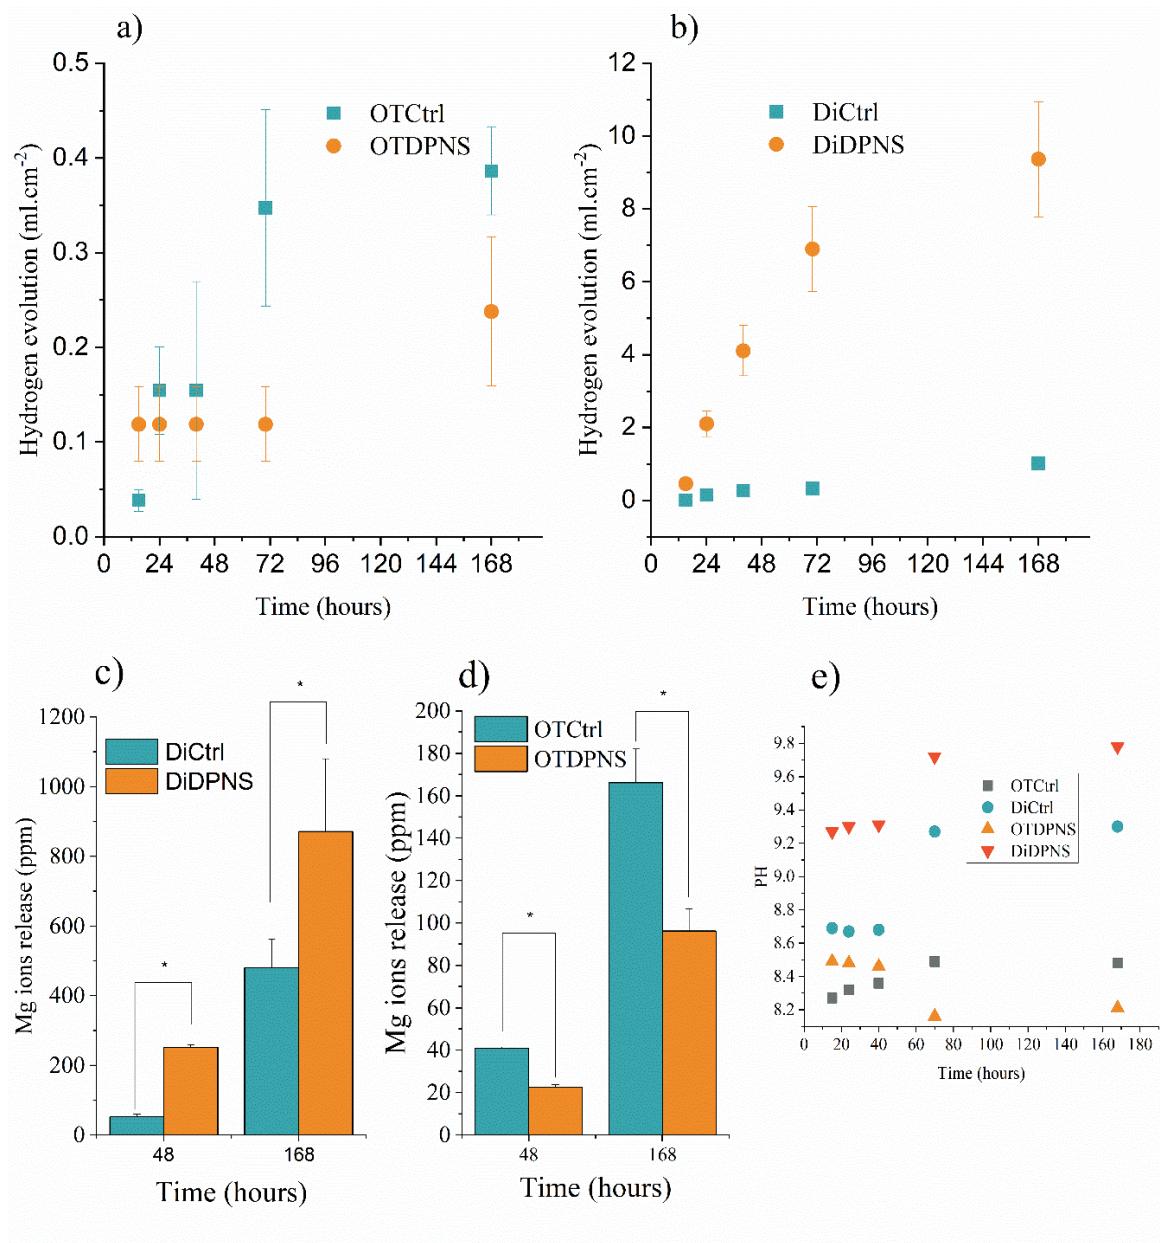 a)
Hydrogen evolution (ml.cm-2)
0.5
0.4
0.3
0.2
0.1
0.0
OTCtrl
OTDPNS
0 24 48 72 96 120 144 168
Time (hours)
b)
Hydrogen evolution (ml.cm-2)
12
10
8
6
4
2
0
DiCtrl
DiDPNS
0 24 48 72 96 120 144 168
Time (hours)
c)
Mg ions release (ppm)
1200
1000
800
600
400
200
0
DiCtrl
DiDPNS
*
*
48 168
Time (hours)
d)
Mg ions release (ppm)
200
180
160
140
120
100
80
60
40
20
0
OTCtrl
OTDPNS
*
*
48 168
Time (hours)
e)
PH
9.8
9.6
9.4
9.2
9.0
8.8
8.6
8.4
8.2
OTCtrl
DiCtrl
OTDPNS
DiDPNS
0 20 40 60 80 100 120 140 160 180
Time (hours)